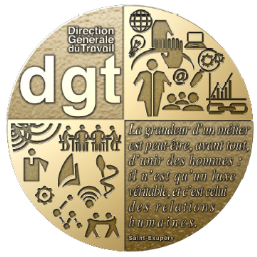 Direction
Générale
du Travail
dgt
La grandeur d'un métier
est peut-être, avant tout,
d'unir des hommes :
il n'est qu'un luxe
véritable, et c'est celui
des relations
humaines.
Saint-Exupéry